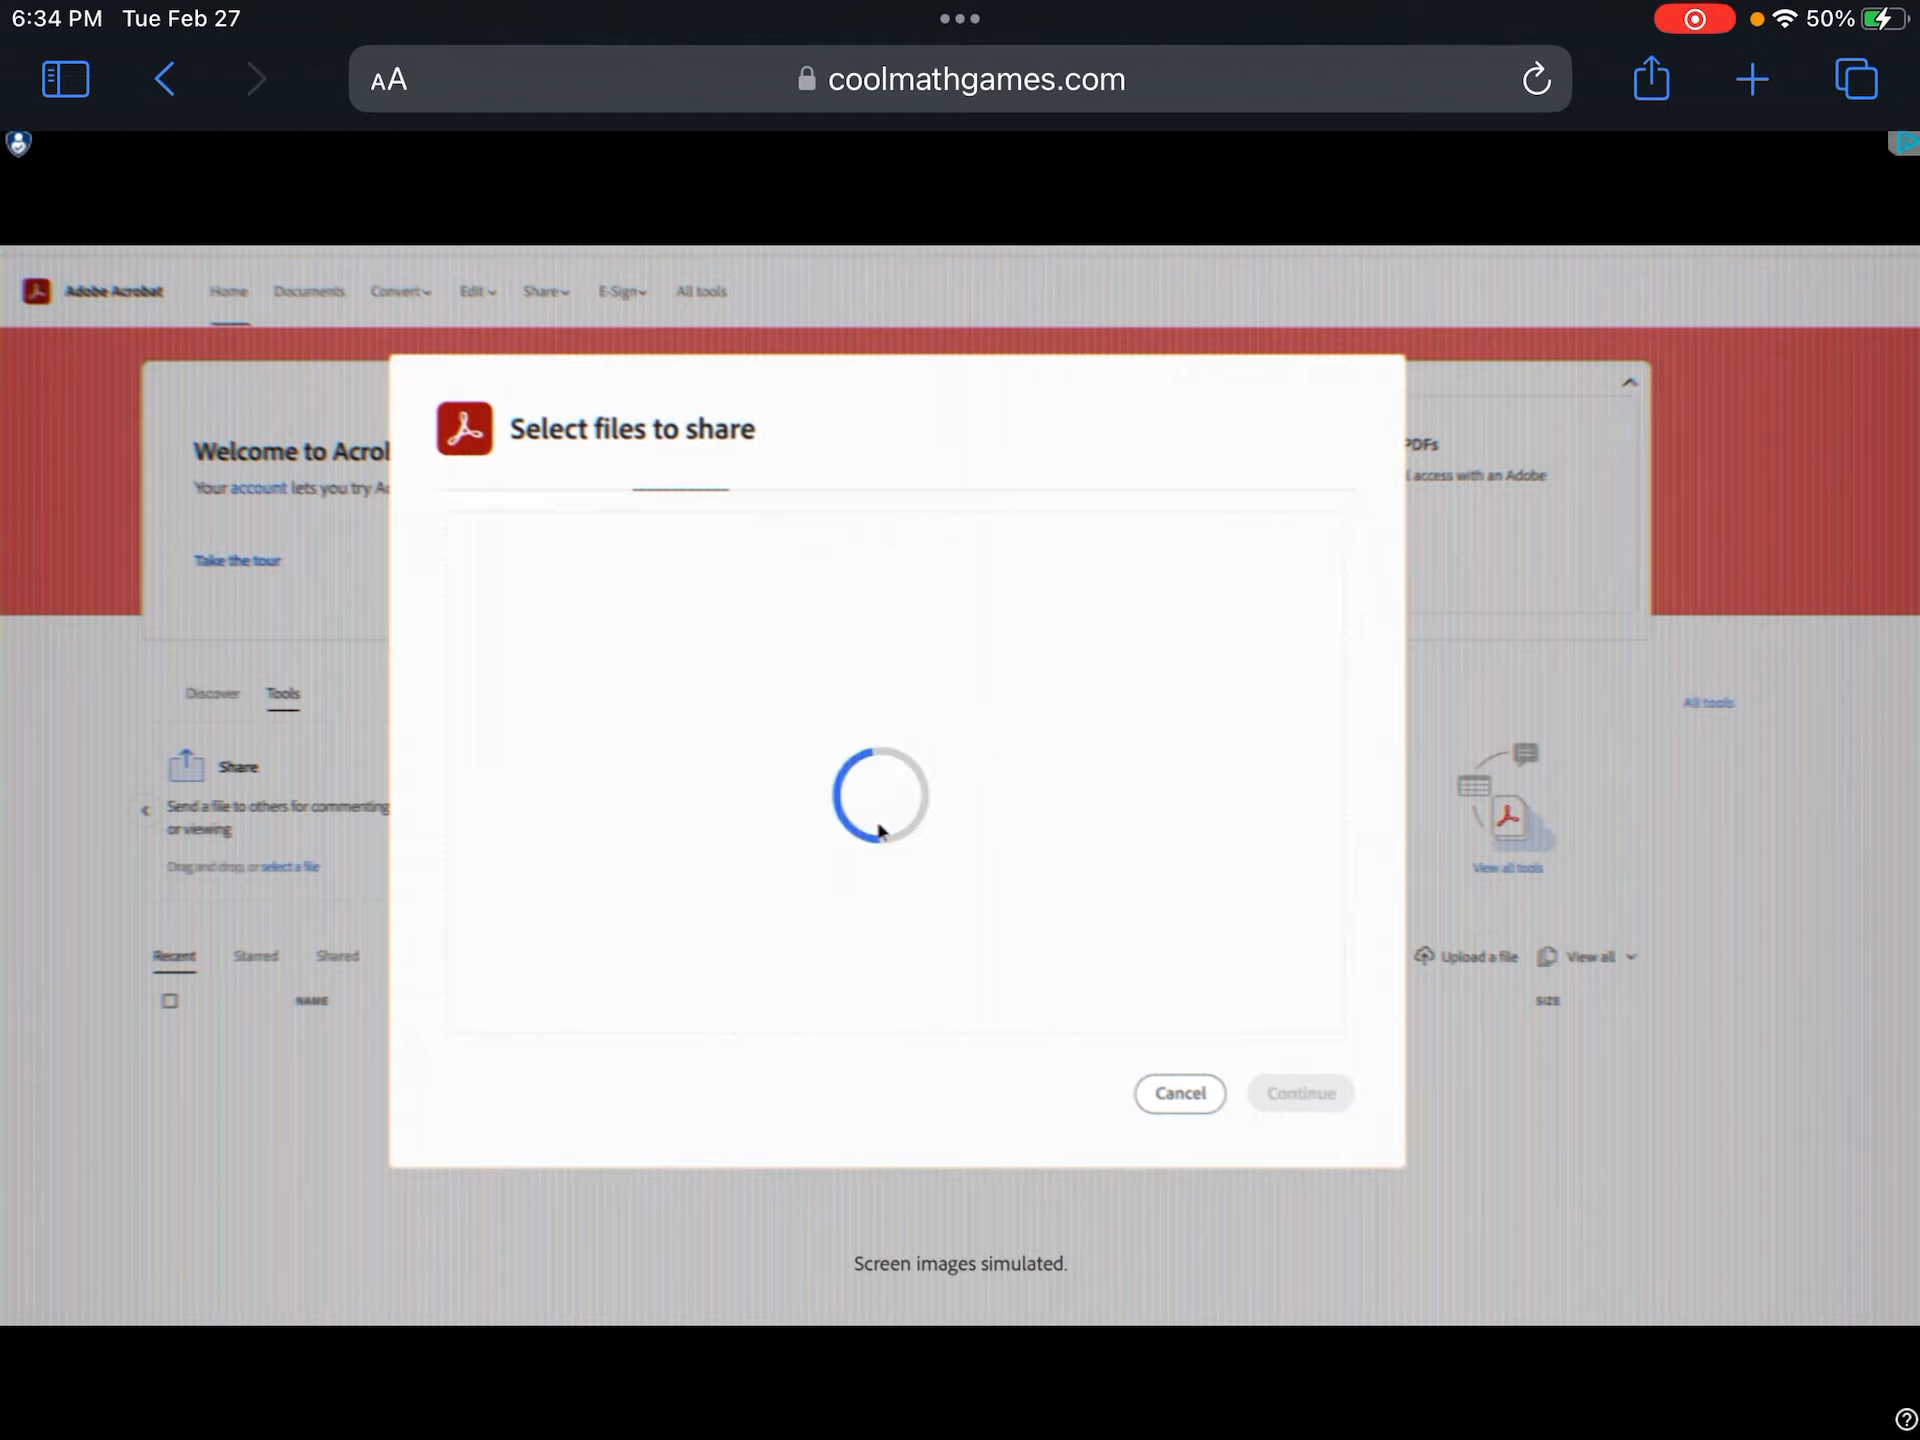 6:34 PM Tue Feb 27
50%
AA
coolmathgames.com
Adobe Acrobat Home Documents Convert Edit Share E-Sign All tools
Select files to share
Welcome to Acrol
Your account lets you try Ac
Take the tour
PDFs
l access with an Adobe
Discover Tools
All tools
Share
Send a file to others for commenting
or viewing
Drag and drop, or select a file
View all tools
Recent Starred Shared
Upload a file View all
NAME
SIZE
Cancel Continue
Screen images simulated.